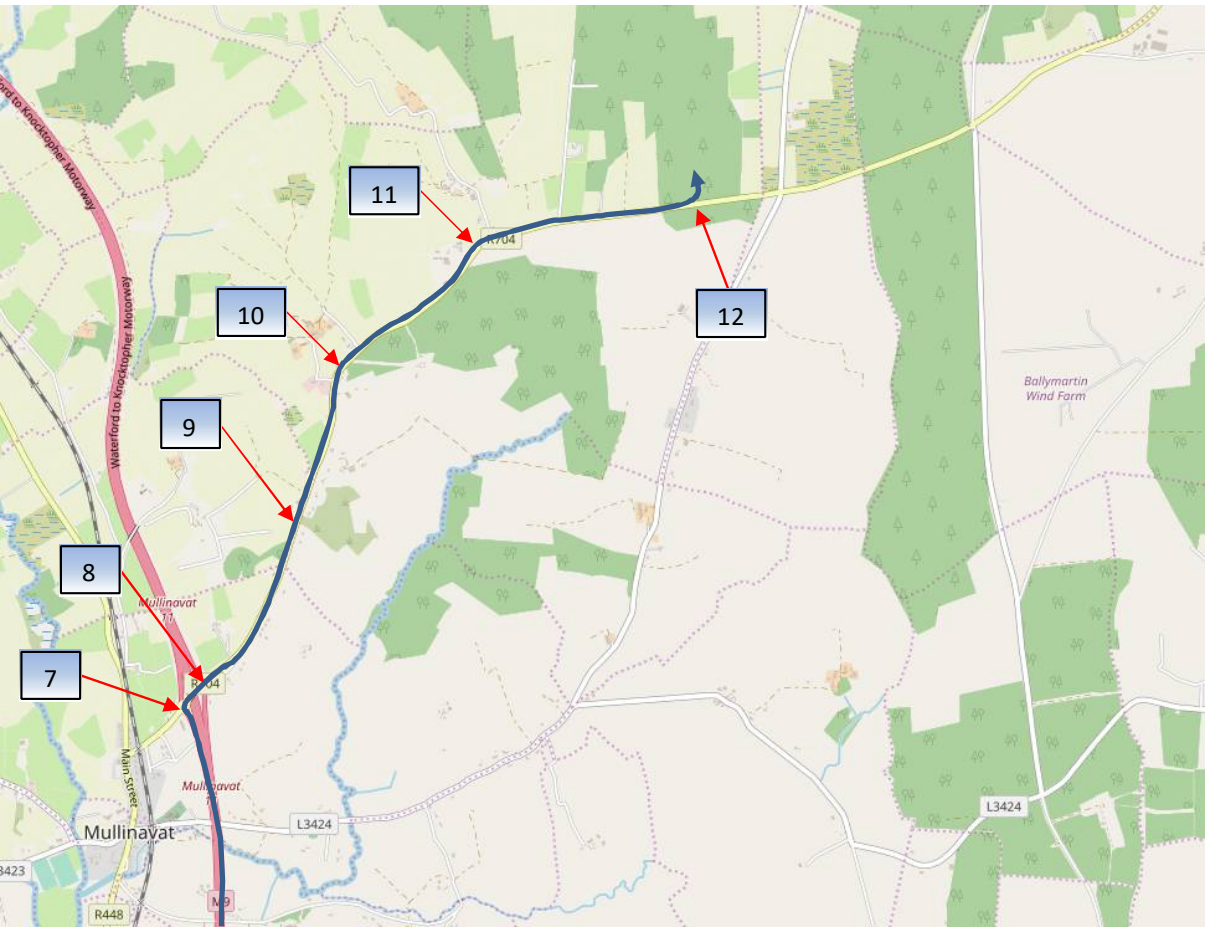 Waterford to Knocktopher Motorway
11
R704
10
12
Ballymartin
Wind Farm
9
Waterford to Knocktopher Motorway
8
Mullinavat
11
7
Main Street
Mullinavat
L3424
L3424
Mullinavat
3423
R448
M9